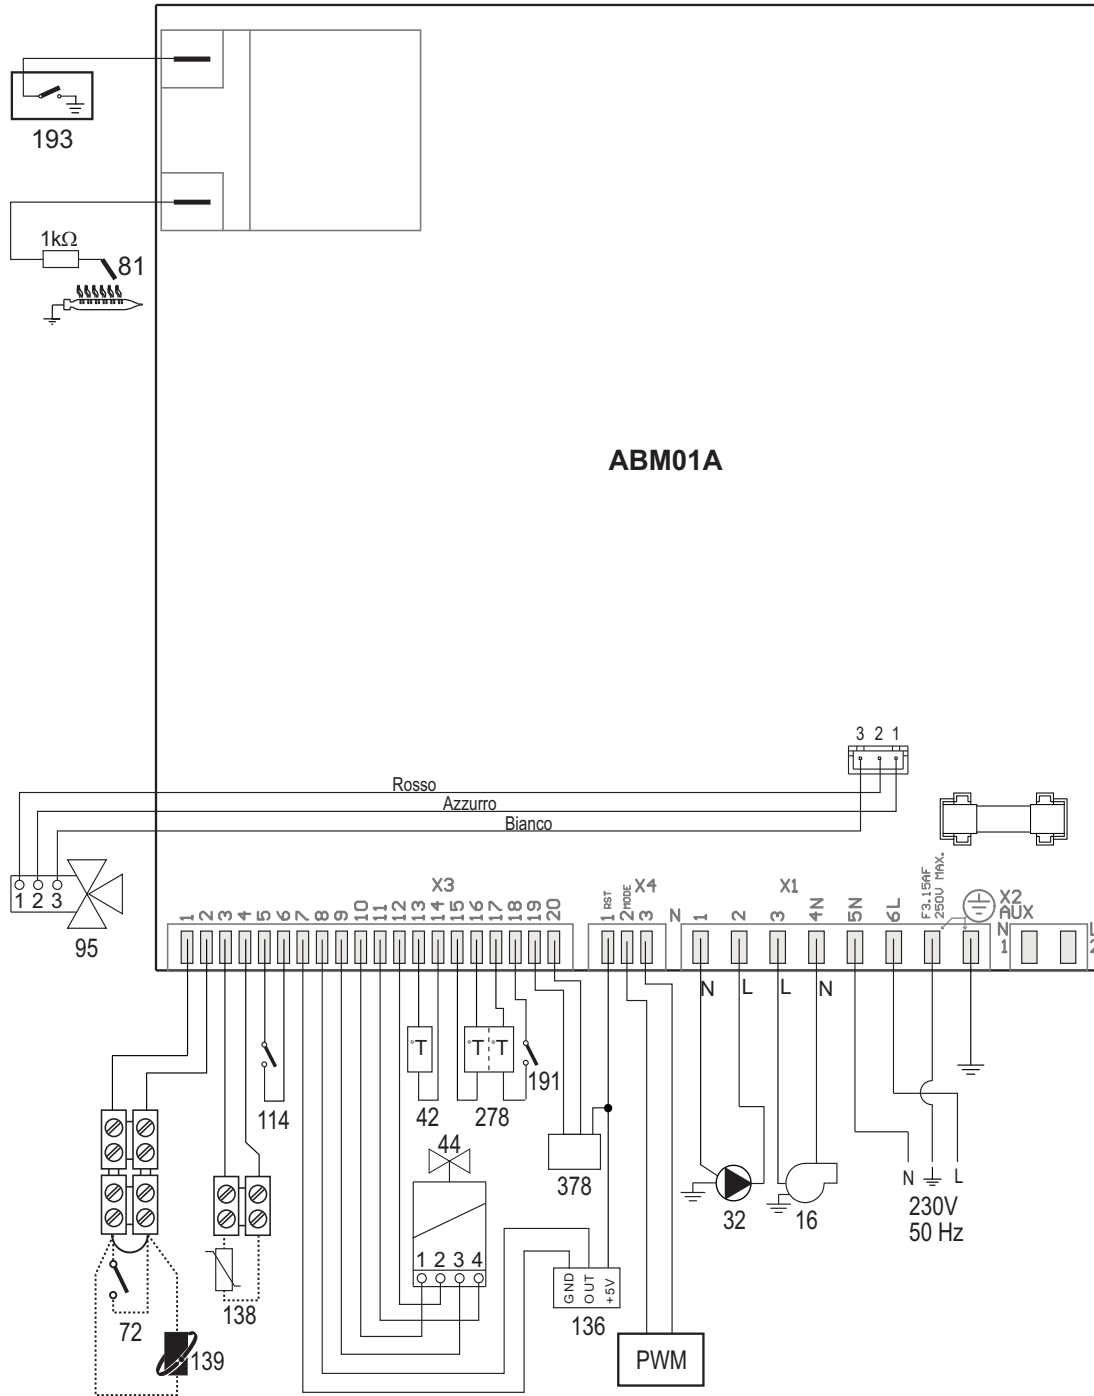 193
1kΩ
81
ABM01A
3 2 1
Rosso
Azzurro
Bianco
1 2 3
95
X3
1 2 3 4 5 6 7 8 9 10 11 12 13 14 15 16 17 18 19 20
X4
1 RST
2 MODE
3
N
X1
1 2 3 4N 5N 6L
F3.15AF
250V MAX.
X2
AUX
N
1
L
2
N L L N
°T
°T °T
114
42
278
191
44
378
32
16
N L
230V
50 Hz
1 2 3 4
GND
OUT
+5V
136
138
72
139
PWM